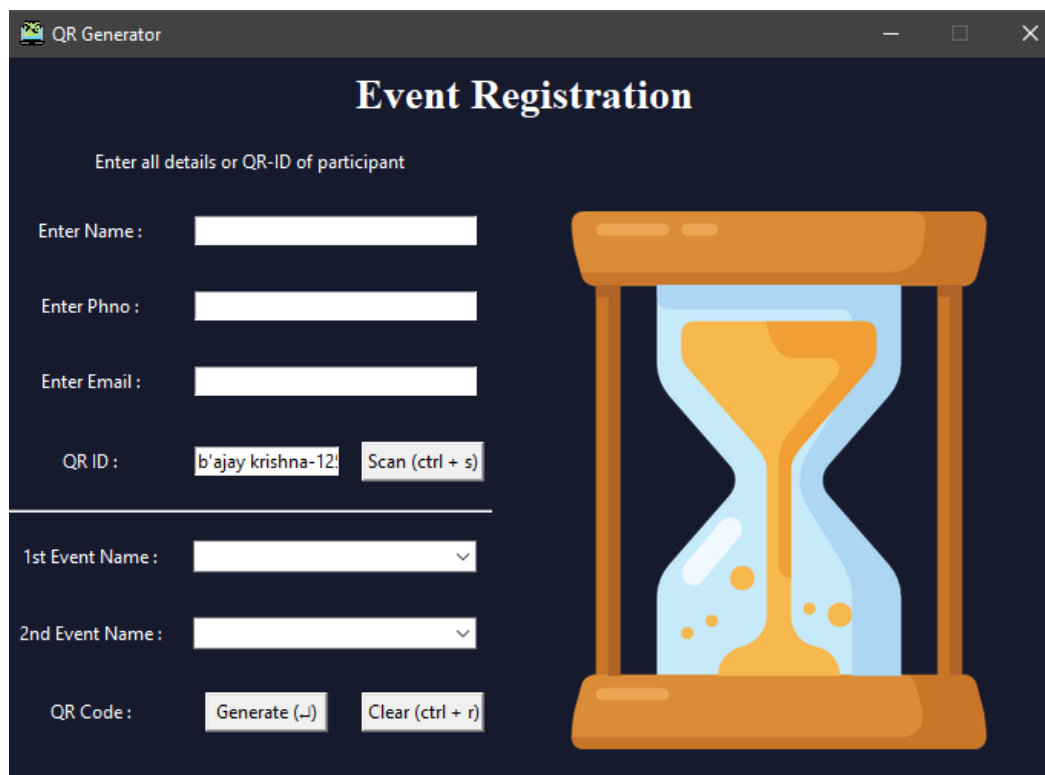 QR Generator
Event Registration
Enter all details or QR-ID of participant
Enter Name :
Enter Phno :
Enter Email :
QR ID : b'ajay krishna-125 Scan (ctrl + s)
1st Event Name :
2nd Event Name :
QR Code : Generate (↵) Clear (ctrl + r)